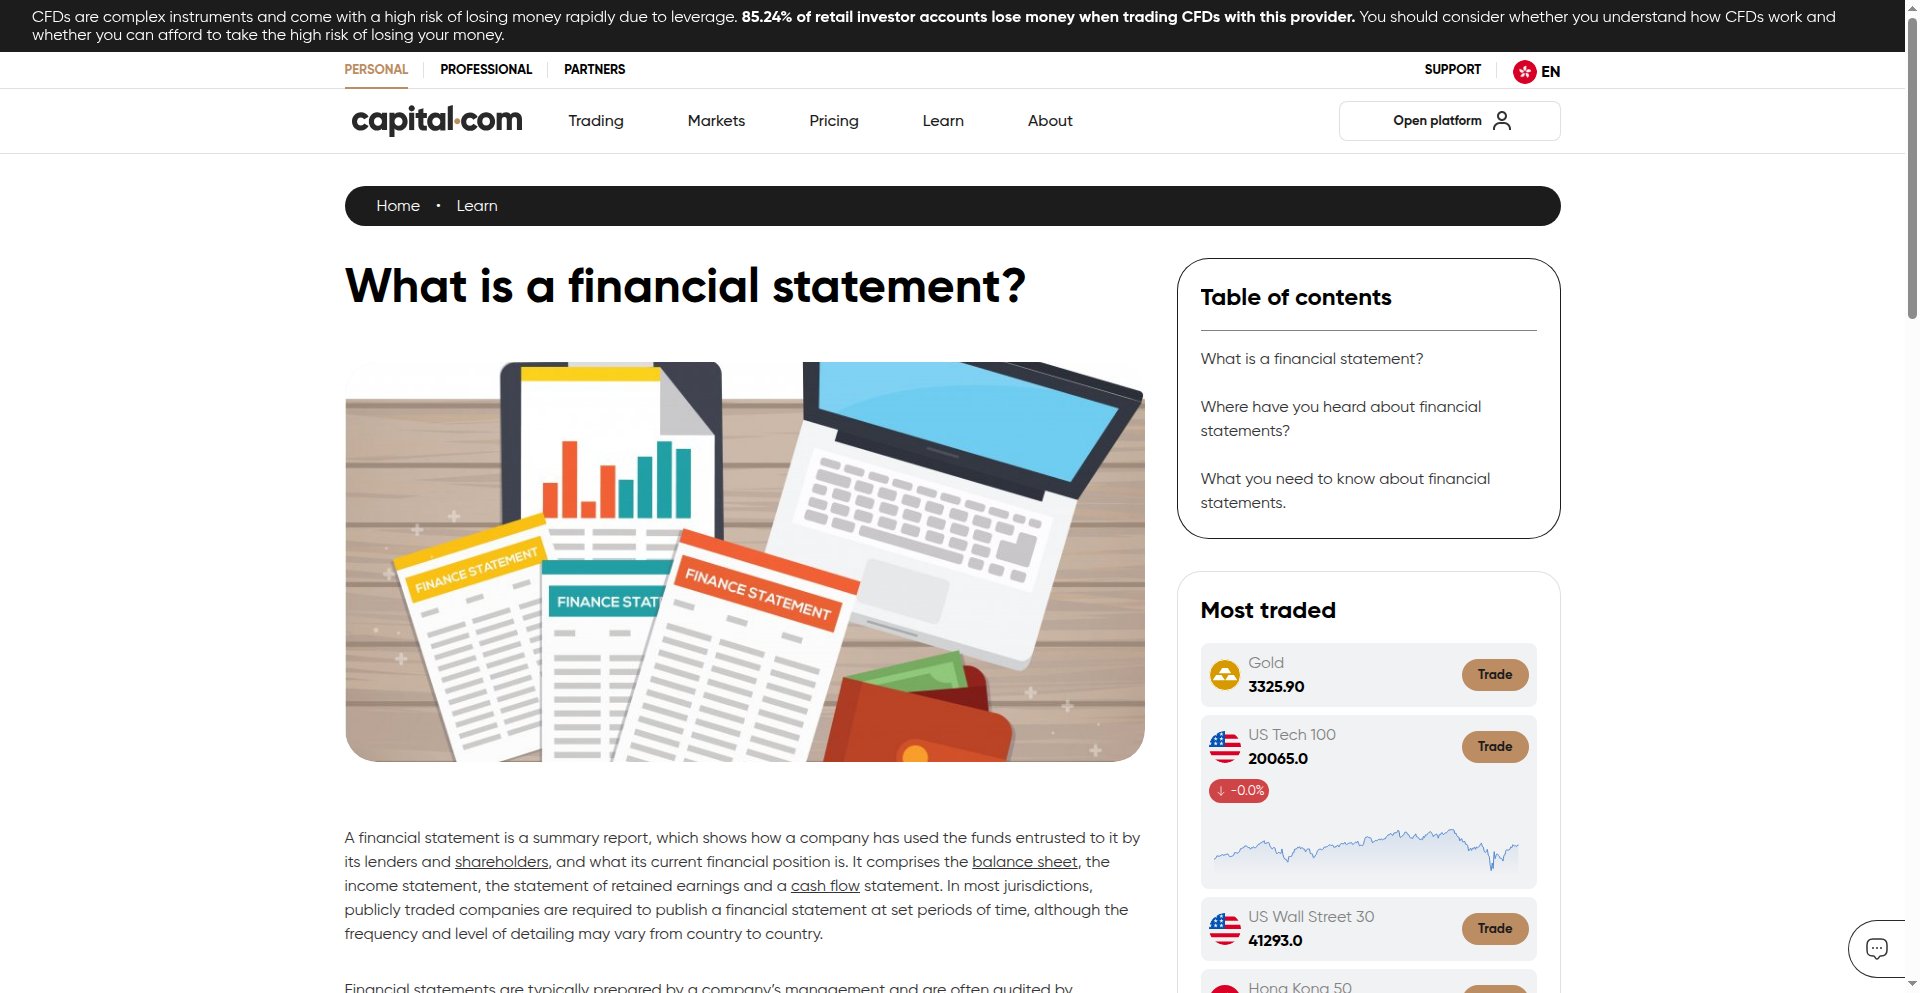 CFDs are complex instruments and come with a high risk of losing money rapidly due to leverage. 85.24% of retail investor accounts lose money when trading CFDs with this provider. You should consider whether you understand how CFDs work and
whether you can afford to take the high risk of losing your money.
PERSONAL PROFESSIONAL PARTNERS SUPPORT EN
capital.com Trading Markets Pricing Learn About Open platform
Home • Learn
What is a financial statement?
FINANCE STATEMENT
FINANCE STAT
FINANCE STATEMENT
A financial statement is a summary report, which shows how a company has used the funds entrusted to it by
its lenders and shareholders, and what its current financial position is. It comprises the balance sheet, the
income statement, the statement of retained earnings and a cash flow statement. In most jurisdictions,
publicly traded companies are required to publish a financial statement at set periods of time, although the
frequency and level of detailing may vary from country to country.
Financial statements are typically prepared by a company's management and are often audited by
Table of contents
What is a financial statement?
Where have you heard about financial
statements?
What you need to know about financial
statements.
Most traded
Gold
3325.90
Trade
US Tech 100
20065.0
Trade
↓ -0.0%
US Wall Street 30
41293.0
Trade
Hong Kong 50